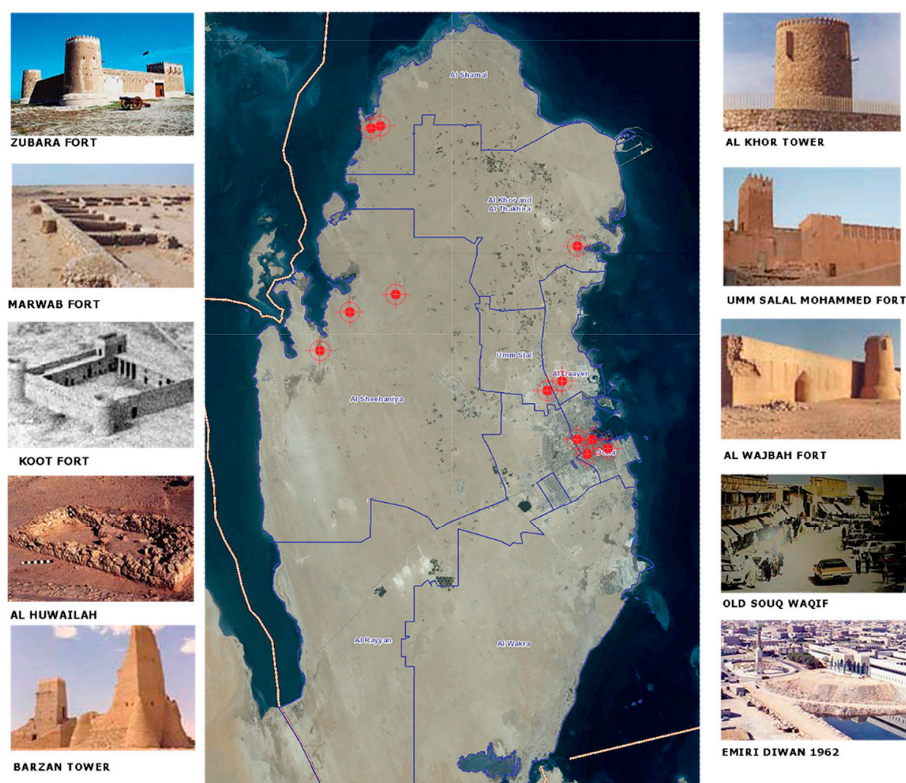 ZUBARA FORT
MARWAB FORT
KOOT FORT
AL HUWAILAH
BARZAN TOWER
Al Shamal
Al Khor and
Al Thakhira
Umm Slal
Al Daayen
Al Sheehaniya
Doha
Al Rayyan
Al Wakra
AL KHOR TOWER
UMM SALAL MOHAMMED FORT
AL WAJBAH FORT
OLD SOUQ WAQIF
EMIRI DIWAN 1962